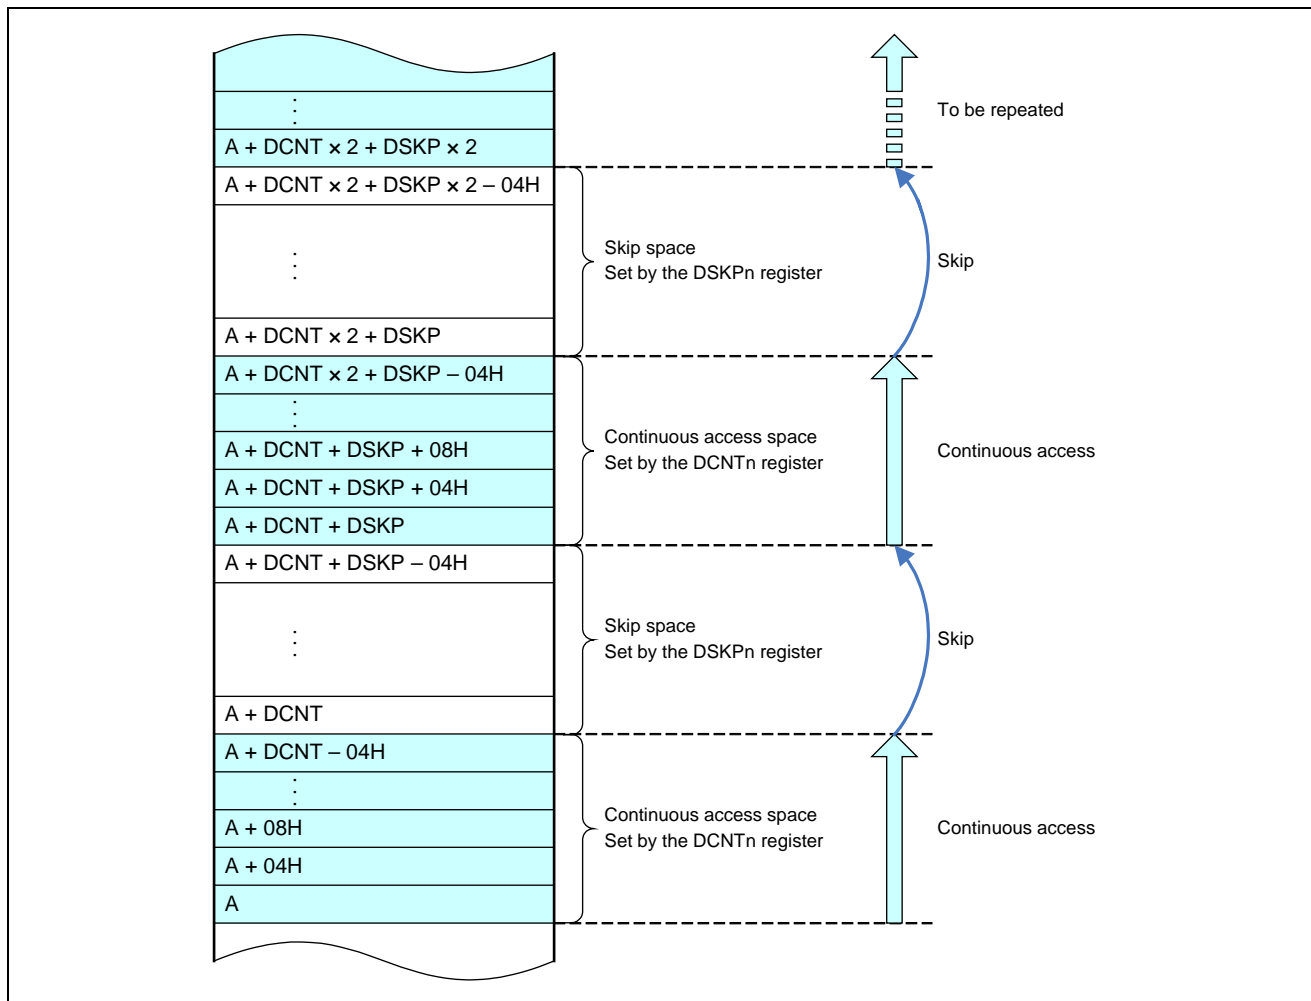 ⋮
To be repeated
A + DCNT × 2 + DSKP × 2
A + DCNT × 2 + DSKP × 2 – 04H
⋮
Skip space
Set by the DSKPn register
Skip
A + DCNT × 2 + DSKP
A + DCNT × 2 + DSKP – 04H
⋮
A + DCNT + DSKP + 08H
Continuous access space
Set by the DCNTn register
Continuous access
A + DCNT + DSKP + 04H
A + DCNT + DSKP
A + DCNT + DSKP – 04H
⋮
Skip space
Set by the DSKPn register
Skip
A + DCNT
A + DCNT – 04H
⋮
Continuous access space
Set by the DCNTn register
Continuous access
A + 08H
A + 04H
A